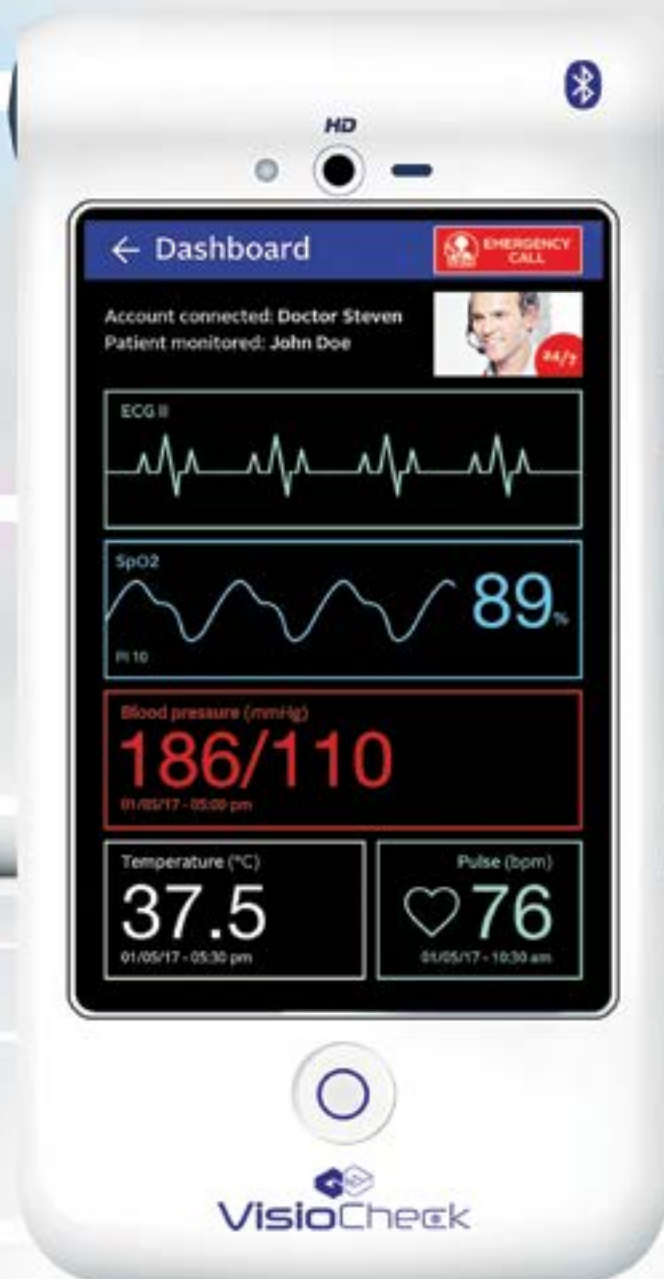 HD
← Dashboard
EMERGENCY
CALL
Account connected: Doctor Steven
Patient monitored: John Doe
24/7
ECG II
SpO2
89%
PI 10
Blood pressure (mmHg)
186/110
01/05/17 - 05:00 pm
Temperature (°C)
37.5
01/05/17 - 05:30 pm
Pulse (bpm)
76
01/05/17 - 10:30 am
VisioCheck